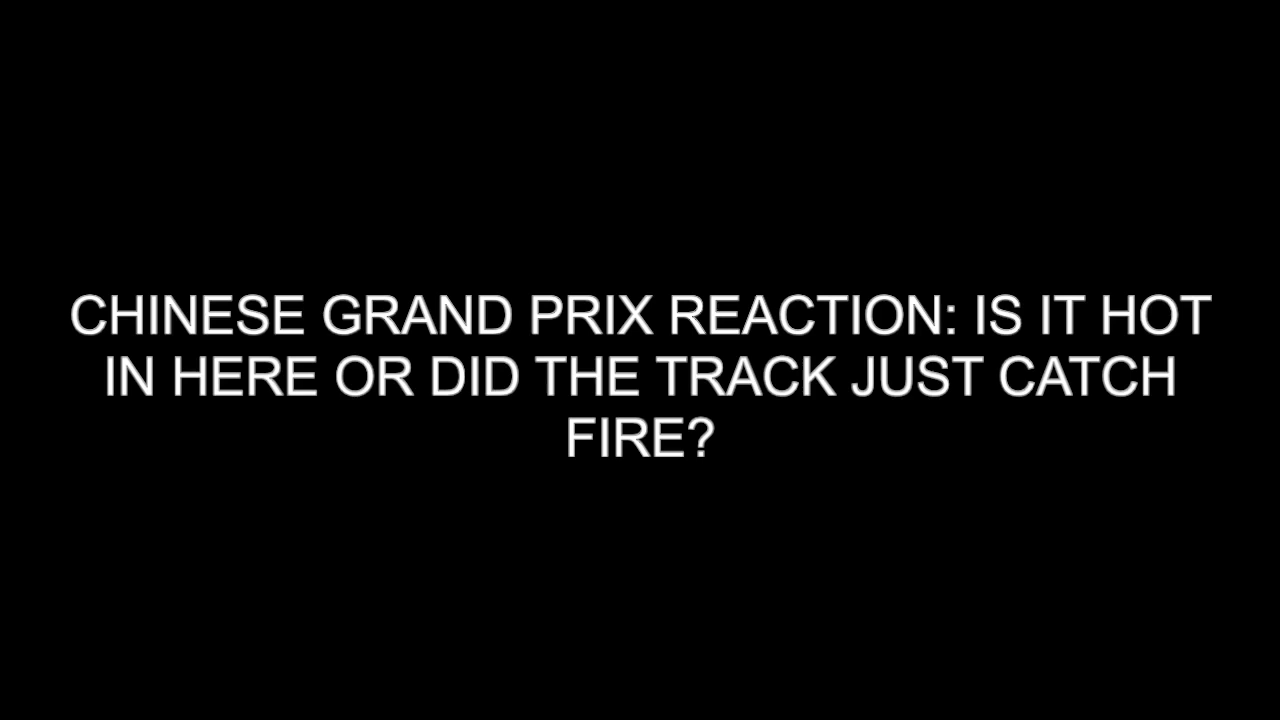 CHINESE GRAND PRIX REACTION: IS IT HOT
IN HERE OR DID THE TRACK JUST CATCH
FIRE?